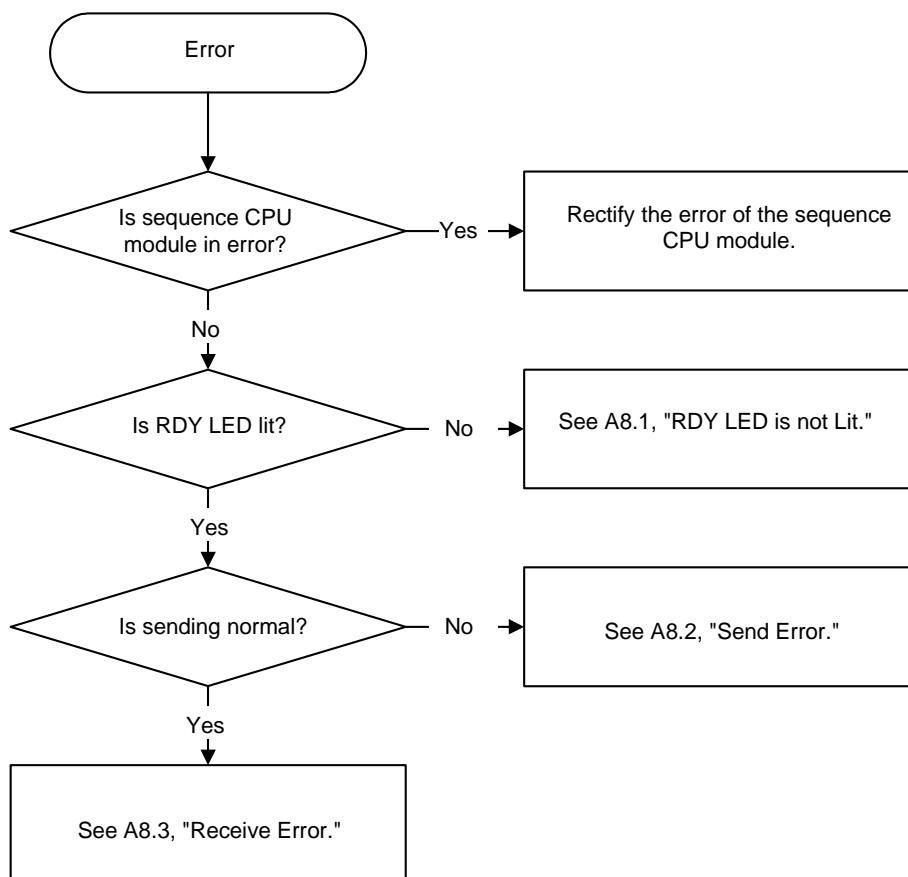 Error
Is sequence CPU
module in error?
Yes
Rectify the error of the sequence
CPU module.
No
Is RDY LED lit?
No
See A8.1, "RDY LED is not Lit."
Yes
Is sending normal?
No
See A8.2, "Send Error."
Yes
See A8.3, "Receive Error."